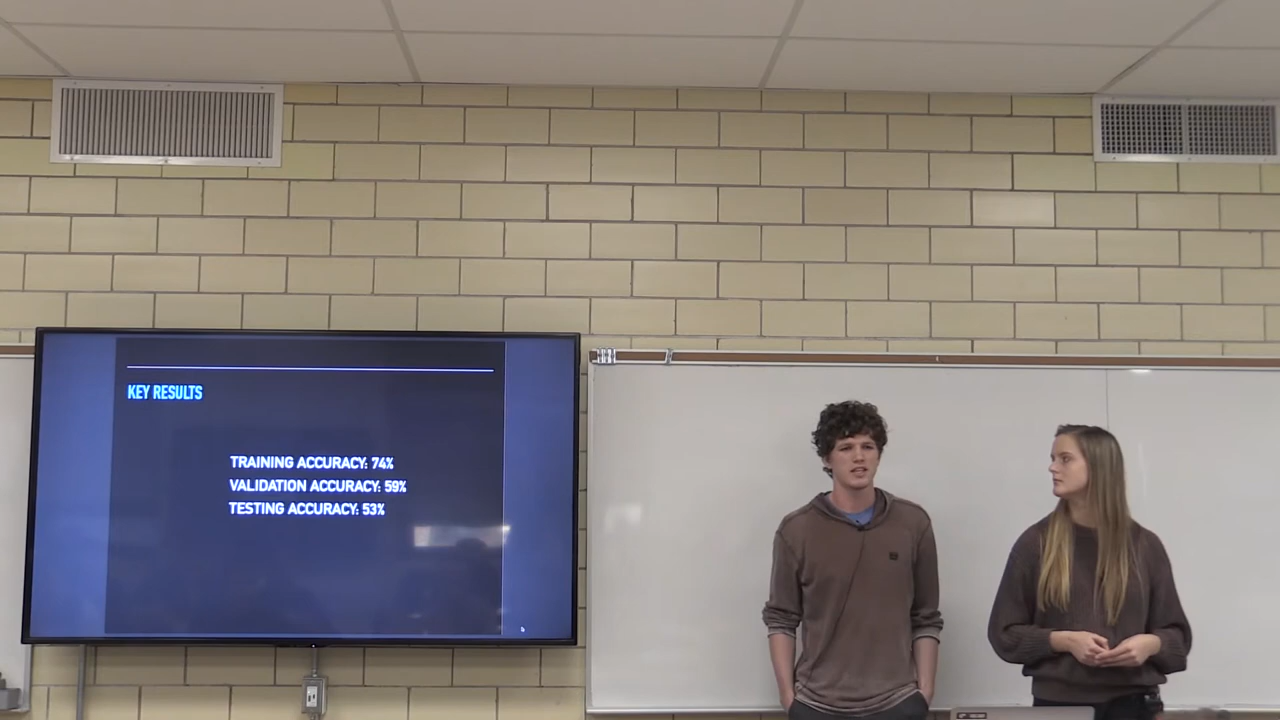 KEY RESULTS
TRAINING ACCURACY: 74%
VALIDATION ACCURACY: 59%
TESTING ACCURACY: 53%